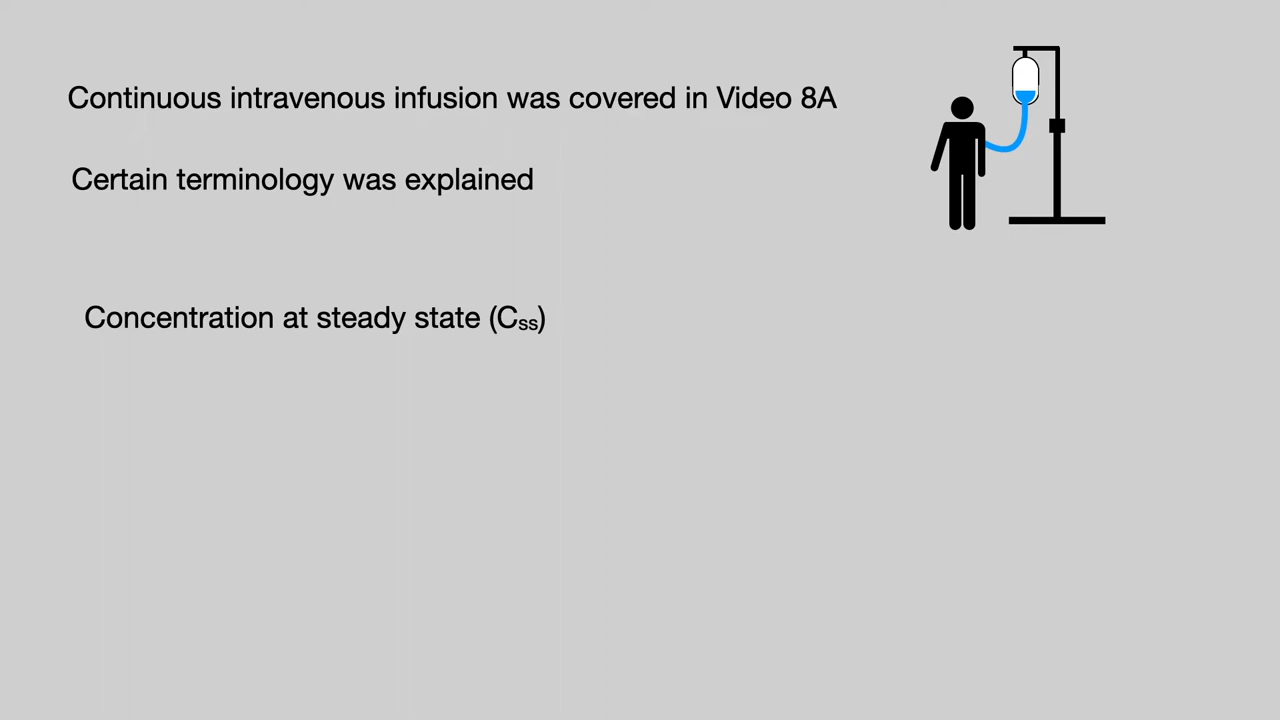 Continuous intravenous infusion was covered in Video 8A
Certain terminology was explained
Concentration at steady state (Css)